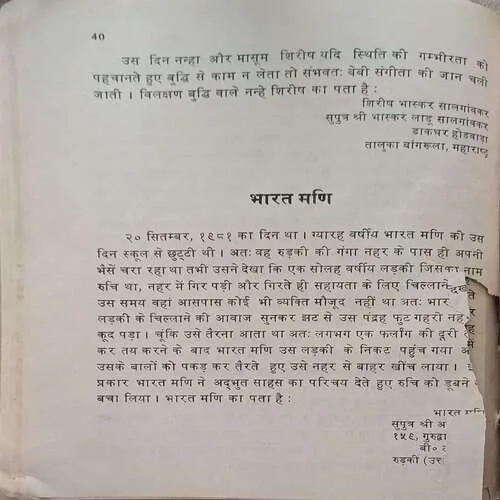 40
उस दिन नन्हा और मासूम शिरीष यदि स्थिति की गम्भीरता को
पहचानते हुए बुद्धि से काम न लेता तो संभवतः बेबी संगीता की जान चली
जाती । विलक्षण बुद्धि वाले नन्हे शिरीष का पता है :
शिरीष भास्कर सालगांवकर
सुपुत्र श्री भास्कर लाडू सालगांवकर
डाकघर होडवाडा
तालुका बांगरूला, महाराष्ट्र
भारत मणि
२० सितम्बर, १९८१ का दिन था । ग्यारह वर्षीय भारत मणि की उस
दिन स्कूल से छुट्टी थी । अतः वह रुड़की की गंगा नहर के पास ही अपनी
भैंसें चरा रहा था तभी उसने देखा कि एक सोलह वर्षीय लड़की जिसका नाम
रुचि था, नहर में गिर पड़ी और गिरते ही सहायता के लिए चिल्लाने
उस समय वहां आसपास कोई भी व्यक्ति मौजूद नहीं था अतः भार
लड़की के चिल्लाने की आवाज सुनकर झट से उस पंद्रह फुट गहरी नह
कूद पड़ा । चूंकि उसे तैरना आता था अतः लगभग एक फर्लांग की दूरी
कर तय करने के बाद भारत मणि उस लड़की के निकट पहुंच गया
उसके बालों को पकड़ कर तैरते हुए उसे नहर से बाहर खींच लाया ।
प्रकार भारत मणि ने अद्भुत साहस का परिचय देते हुए रुचि को डूबने
बचा लिया । भारत मणि का पता है :
भारत मणि
सुपुत्र श्री अ
१५९, गुरुद्वा
बी०
रुड़की (उत्त